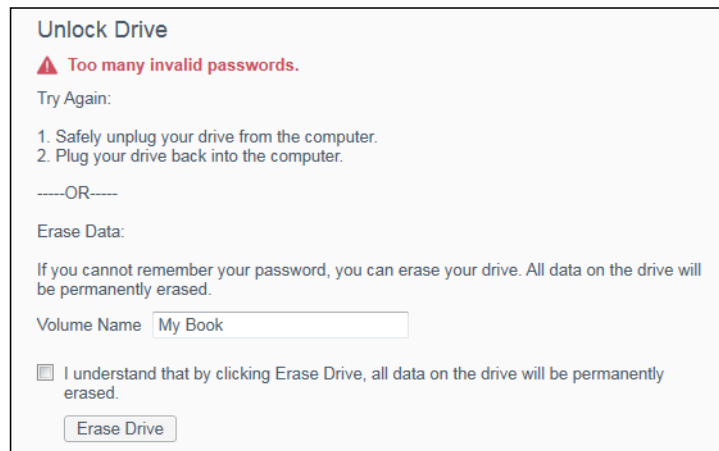 Unlock Drive
Too many invalid passwords.
Try Again:
1. Safely unplug your drive from the computer.
2. Plug your drive back into the computer.
-----OR-----
Erase Data:
If you cannot remember your password, you can erase your drive. All data on the drive will
be permanently erased.
Volume Name My Book
I understand that by clicking Erase Drive, all data on the drive will be permanently
erased.
Erase Drive